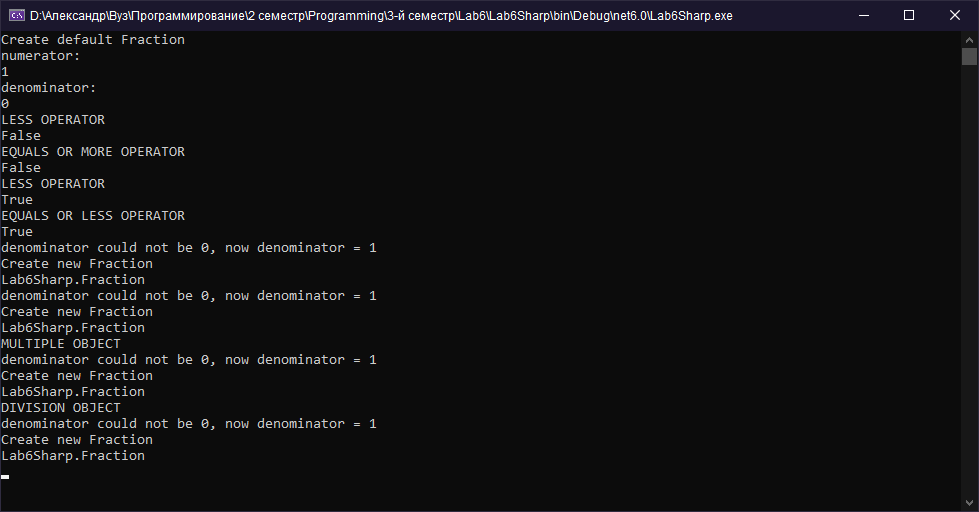 D:\Александр\Вуз\Программирование\2 семестр\Programming\3-й семестр\Lab6\Lab6Sharp\bin\Debug\net6.0\Lab6Sharp.exe
Create default Fraction
numerator:
1
denominator:
0
LESS OPERATOR
False
EQUALS OR MORE OPERATOR
False
LESS OPERATOR
True
EQUALS OR LESS OPERATOR
True
denominator could not be 0, now denominator = 1
Create new Fraction
Lab6Sharp.Fraction
denominator could not be 0, now denominator = 1
Create new Fraction
Lab6Sharp.Fraction
MULTIPLE OBJECT
denominator could not be 0, now denominator = 1
Create new Fraction
Lab6Sharp.Fraction
DIVISION OBJECT
denominator could not be 0, now denominator = 1
Create new Fraction
Lab6Sharp.Fraction